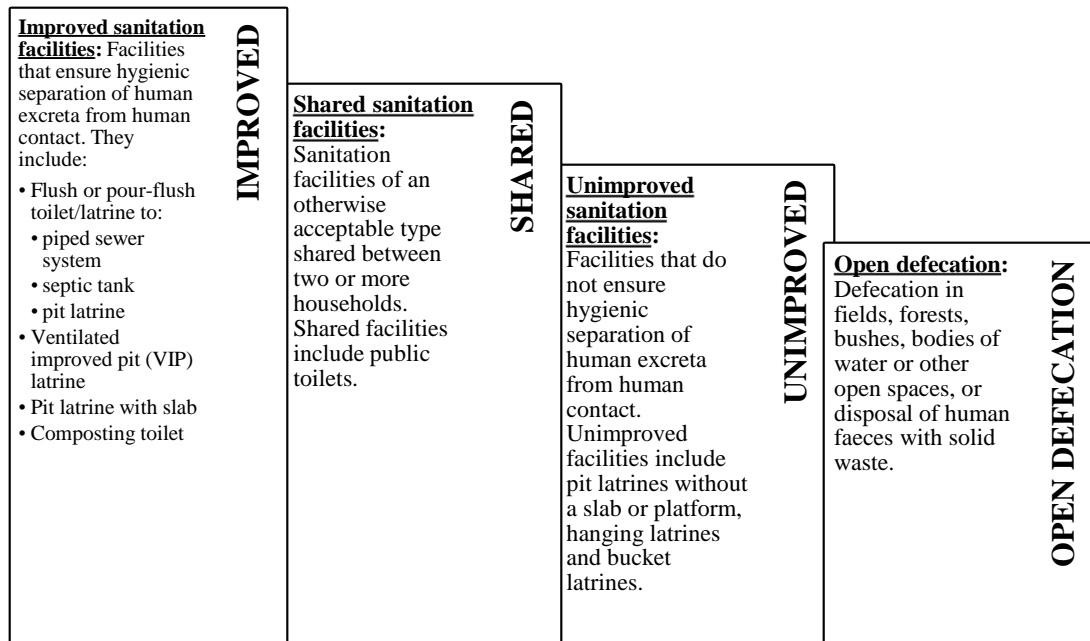 Improved sanitation
facilities: Facilities
that ensure hygienic
separation of human
excreta from human
contact. They
include:
• Flush or pour-flush
toilet/latrine to:
• piped sewer
system
• septic tank
• pit latrine
• Ventilated
improved pit (VIP)
latrine
• Pit latrine with slab
• Composting toilet
IMPROVED
Shared sanitation
facilities:
Sanitation
facilities of an
otherwise
acceptable type
shared between
two or more
households.
Shared facilities
include public
toilets.
SHARED
Unimproved
sanitation
facilities:
Facilities that do
not ensure
hygienic
separation of
human excreta
from human
contact.
Unimproved
facilities include
pit latrines without
a slab or platform,
hanging latrines
and bucket
latrines.
UNIMPROVED
Open defecation:
Defecation in
fields, forests,
bushes, bodies of
water or other
open spaces, or
disposal of human
faeces with solid
waste.
OPEN DEFECATION